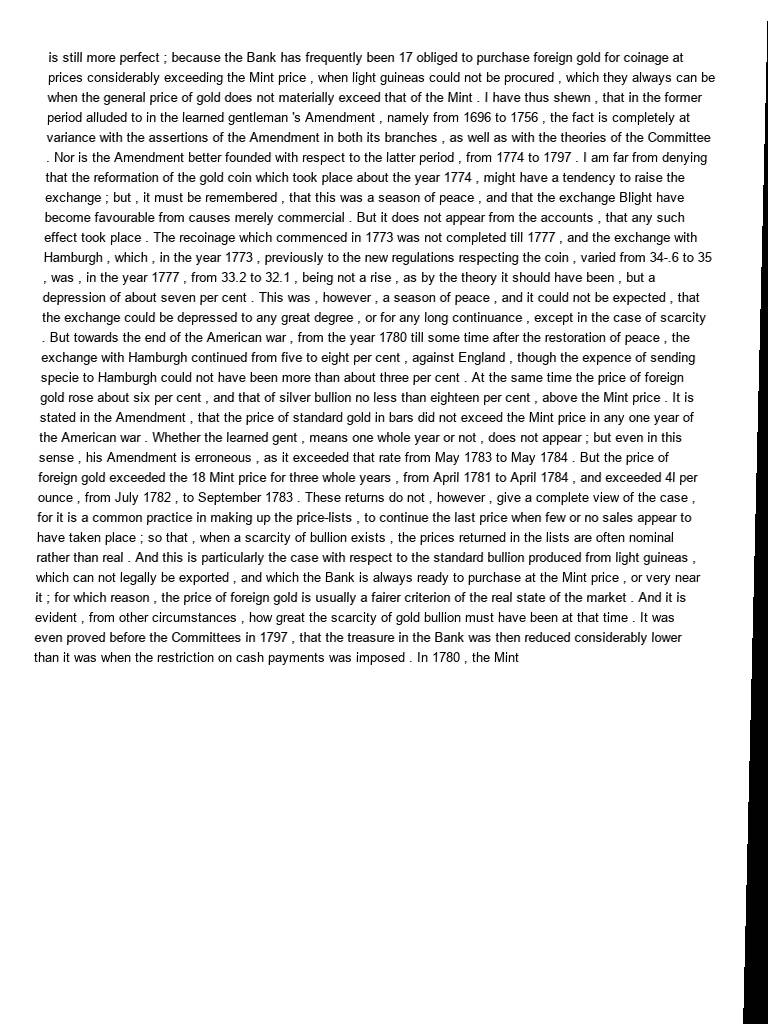 is still more perfect ; because the Bank has frequently been 17 obliged to purchase foreign gold for coinage at
prices considerably exceeding the Mint price , when light guineas could not be procured , which they always can be
when the general price of gold does not materially exceed that of the Mint . I have thus shewn , that in the former
period alluded to in the learned gentleman 's Amendment , namely from 1696 to 1756 , the fact is completely at
variance with the assertions of the Amendment in both its branches , as well as with the theories of the Committee
. Nor is the Amendment better founded with respect to the latter period , from 1774 to 1797 . I am far from denying
that the reformation of the gold coin which took place about the year 1774 , might have a tendency to raise the
exchange ; but , it must be remembered , that this was a season of peace , and that the exchange Blight have
become favourable from causes merely commercial . But it does not appear from the accounts , that any such
effect took place . The recoinage which commenced in 1773 was not completed till 1777 , and the exchange with
Hamburgh , which , in the year 1773 , previously to the new regulations respecting the coin , varied from 34-.6 to 35
, was , in the year 1777 , from 33.2 to 32.1 , being not a rise , as by the theory it should have been , but a
depression of about seven per cent . This was , however , a season of peace , and it could not be expected , that
the exchange could be depressed to any great degree , or for any long continuance , except in the case of scarcity
. But towards the end of the American war , from the year 1780 till some time after the restoration of peace , the
exchange with Hamburgh continued from five to eight per cent , against England , though the expence of sending
specie to Hamburgh could not have been more than about three per cent . At the same time the price of foreign
gold rose about six per cent , and that of silver bullion no less than eighteen per cent , above the Mint price . It is
stated in the Amendment , that the price of standard gold in bars did not exceed the Mint price in any one year of
the American war . Whether the learned gent , means one whole year or not , does not appear ; but even in this
sense , his Amendment is erroneous , as it exceeded that rate from May 1783 to May 1784 . But the price of
foreign gold exceeded the 18 Mint price for three whole years , from April 1781 to April 1784 , and exceeded 4l per
ounce , from July 1782 , to September 1783 . These returns do not , however , give a complete view of the case ,
for it is a common practice in making up the price-lists , to continue the last price when few or no sales appear to
have taken place ; so that , when a scarcity of bullion exists , the prices returned in the lists are often nominal
rather than real . And this is particularly the case with respect to the standard bullion produced from light guineas ,
which can not legally be exported , and which the Bank is always ready to purchase at the Mint price , or very near
it ; for which reason , the price of foreign gold is usually a fairer criterion of the real state of the market . And it is
evident , from other circumstances , how great the scarcity of gold bullion must have been at that time . It was
even proved before the Committees in 1797 , that the treasure in the Bank was then reduced considerably lower
than it was when the restriction on cash payments was imposed . In 1780 , the Mint